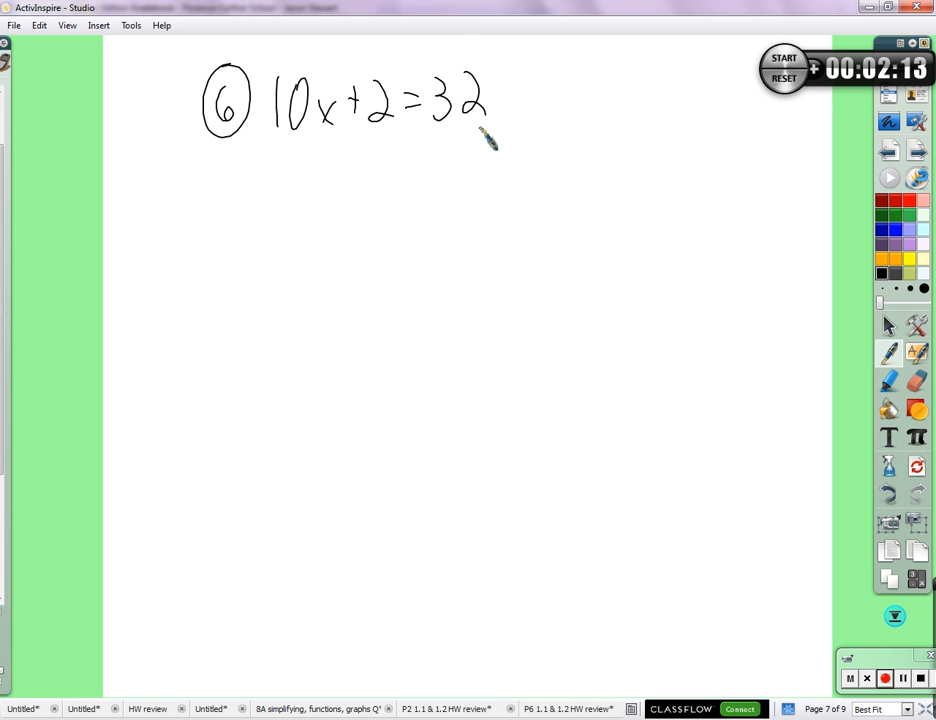 ActivInspire - Studio
File Edit View Insert Tools Help
START
RESET
+ 00:02:13
6 10x+2=32
M
Untitled* Untitled* HW review Untitled* 8A simplifying, functions, graphs Q* P2 1.1 & 1.2 HW review* P6 1.1 & 1.2 HW review* CLASSFLOW Connect Page 7 of 9 Best Fit